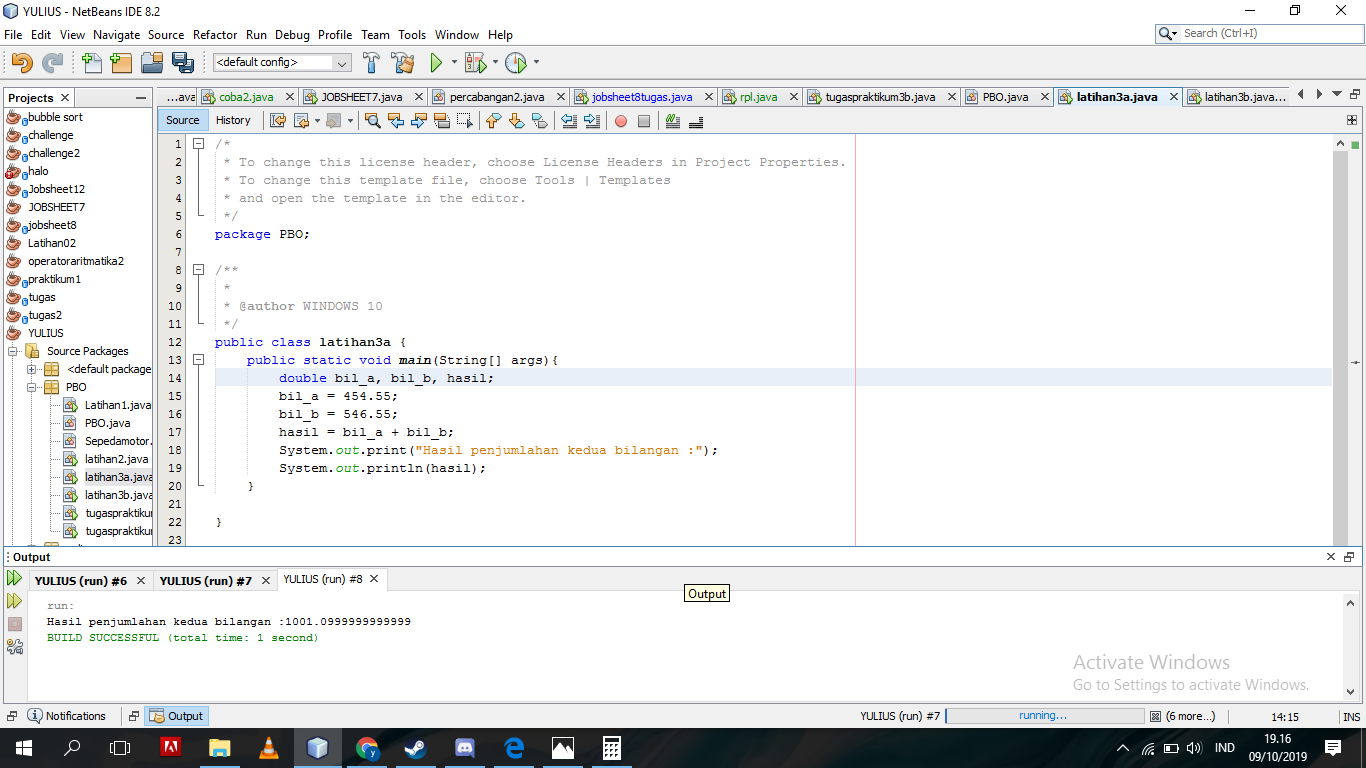 YULIUS - NetBeans IDE 8.2
File Edit View Navigate Source Refactor Run Debug Profile Team Tools Window Help
Search (Ctrl+I)
<default config>
Projects
...ava coba2.java JOBSHEET7.java percabangan2.java jobsheet8tugas.java rpl.java tugaspraktikum3b.java PBO.java latihan3a.java latihan3b.java...
Source History
bubble sort
challenge
challenge2
halo
Jobsheet12
JOBSHEET7
jobsheet8
Latihan02
operatoraritmatika2
praktikum1
tugas
tugas2
YULIUS
Source Packages
<default package
PBO
Latihan1.java
PBO.java
Sepedamotor.
latihan2.java
latihan3a.java
latihan3b.java
tugaspraktiku
tugaspraktiku
1 /*
2 * To change this license header, choose License Headers in Project Properties.
3 * To change this template file, choose Tools | Templates
4 * and open the template in the editor.
5 */
6 package PBO;
7
8 /**
9 *
10 * @author WINDOWS 10
11 */
12 public class latihan3a {
13 public static void main(String[] args){
14 double bil_a, bil_b, hasil;
15 bil_a = 454.55;
16 bil_b = 546.55;
17 hasil = bil_a + bil_b;
18 System.out.print("Hasil penjumlahan kedua bilangan :");
19 System.out.println(hasil);
20 }
21
22 }
23
Output
YULIUS (run) #6 YULIUS (run) #7 YULIUS (run) #8
Output
run:
Hasil penjumlahan kedua bilangan :1001.0999999999999
BUILD SUCCESSFUL (total time: 1 second)
Activate Windows
Go to Settings to activate Windows.
Notifications Output YULIUS (run) #7 running... (6 more...) 14:15 INS
IND 19.16
09/10/2019